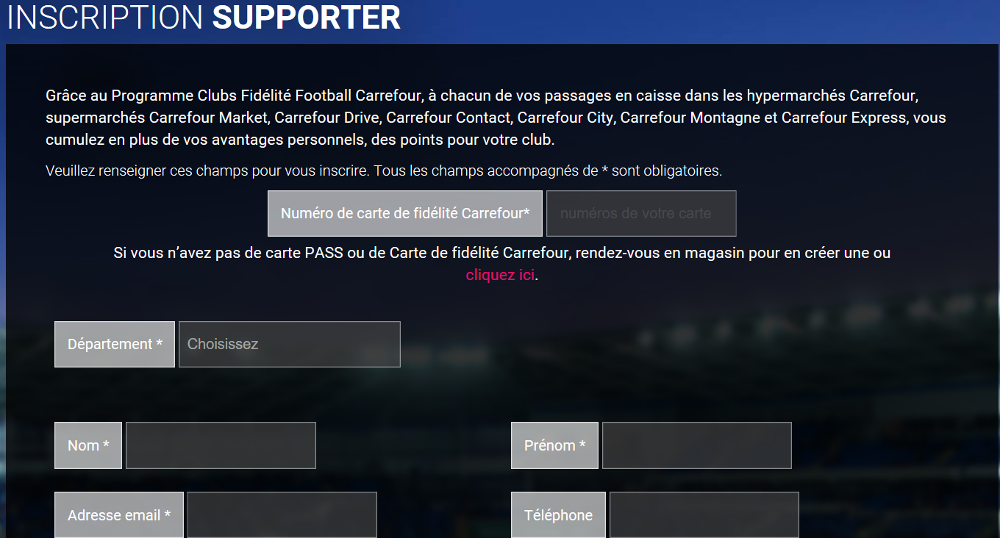 INSCRIPTION SUPPORTER
Grâce au Programme Clubs Fidélité Football Carrefour, à chacun de vos passages en caisse dans les hypermarchés Carrefour,
supermarchés Carrefour Market, Carrefour Drive, Carrefour Contact, Carrefour City, Carrefour Montagne et Carrefour Express, vous
cumulez en plus de vos avantages personnels, des points pour votre club.
Veuillez renseigner ces champs pour vous inscrire. Tous les champs accompagnés de * sont obligatoires.
Numéro de carte de fidélité Carrefour* numéros de votre carte
Si vous n’avez pas de carte PASS ou de Carte de fidélité Carrefour, rendez-vous en magasin pour en créer une ou
cliquez ici.
Département * Choisissez
Nom * Prénom *
Adresse email * Téléphone